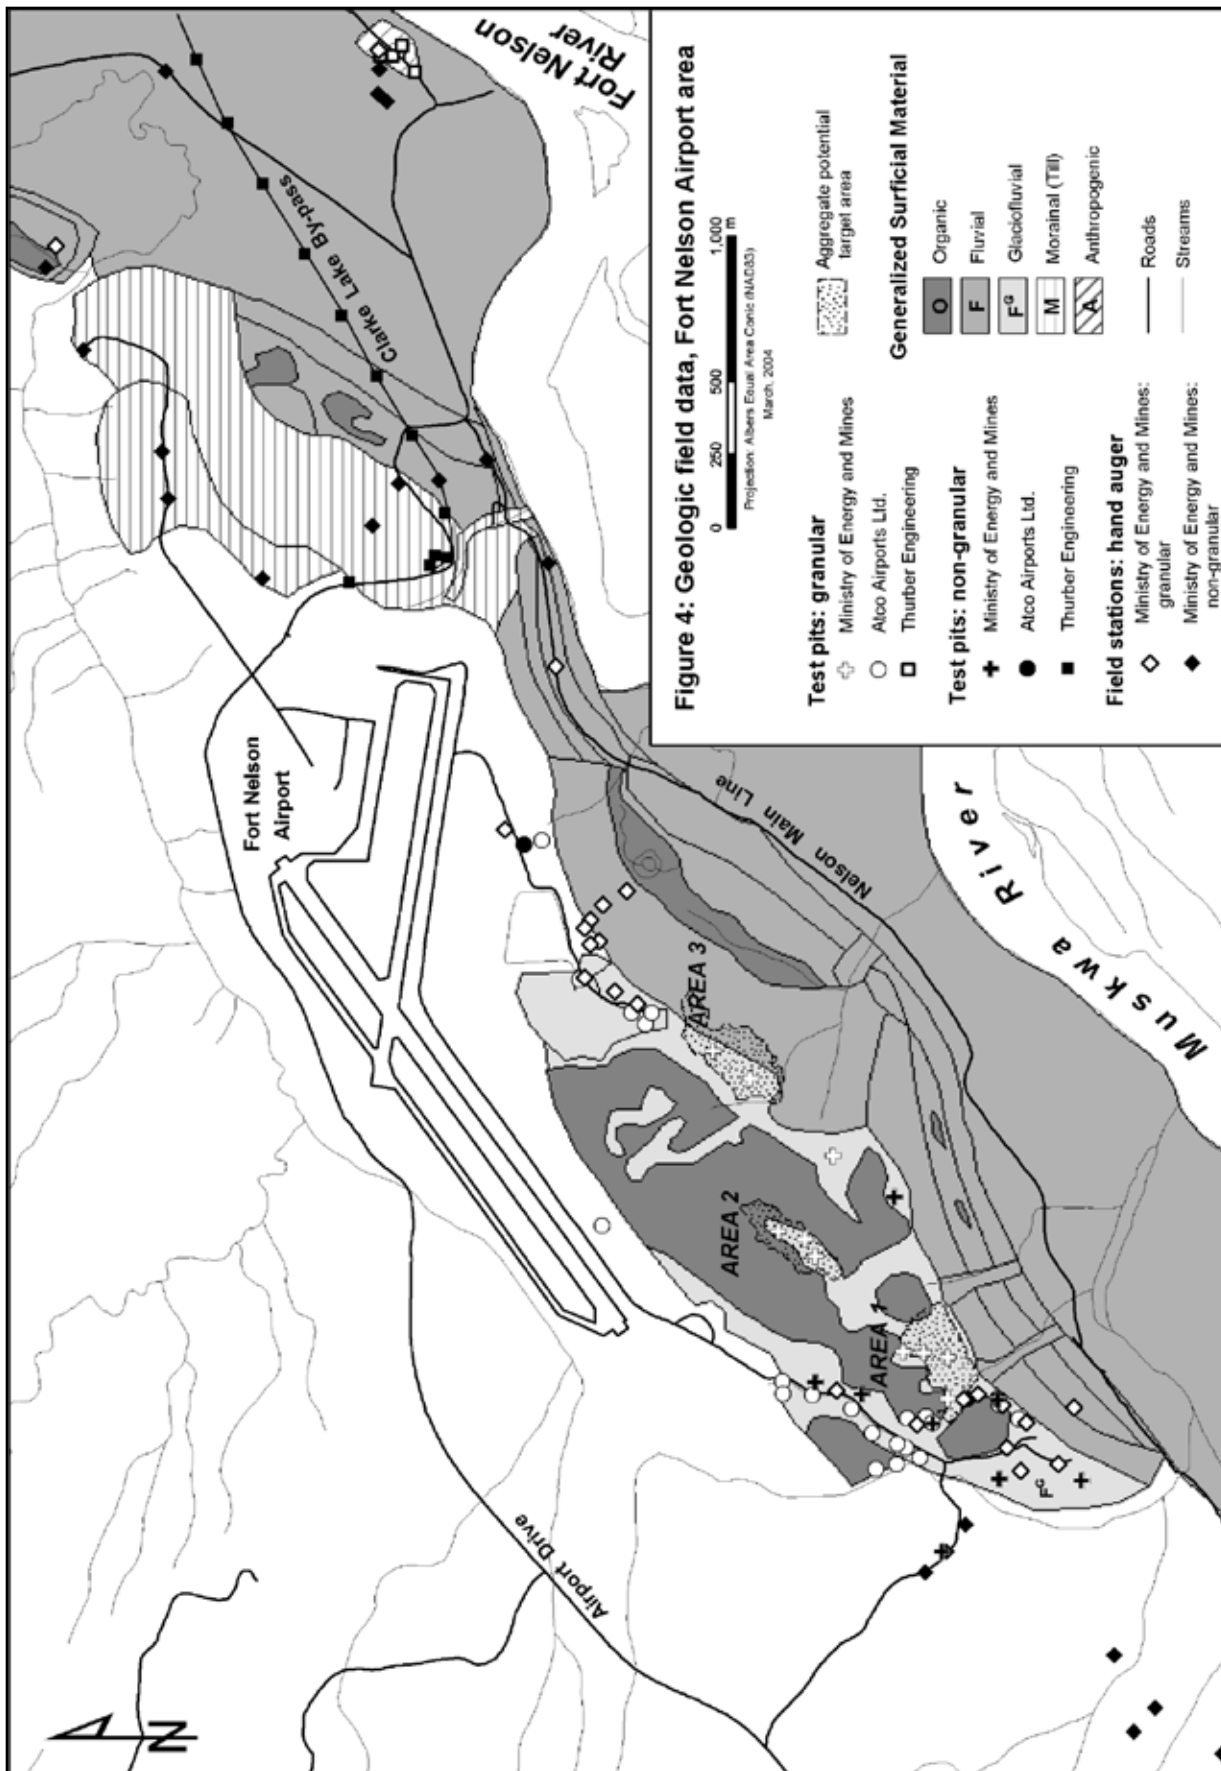 Fort Nelson
River
Clarke Lake By-pass
Fort Nelson
Airport
Airport Drive
Nelson Main Line
Muskwa River
AREA 3
AREA 2
AREA 1
Fᴳ
N
Figure 4: Geologic field data, Fort Nelson Airport area
0 250 500 1,000
m
Projection: Albers Equal Area Conic (NAD83)
March, 2004
Test pits: granular
Ministry of Energy and Mines
Atco Airports Ltd.
Thurber Engineering
Test pits: non-granular
Ministry of Energy and Mines
Atco Airports Ltd.
Thurber Engineering
Field stations: hand auger
Ministry of Energy and Mines:
granular
Ministry of Energy and Mines:
non-granular
Aggregate potential
target area
Generalized Surficial Material
O Organic
F Fluvial
Fᴳ Glaciofluvial
M Morainal (Till)
A Anthropogenic
Roads
Streams